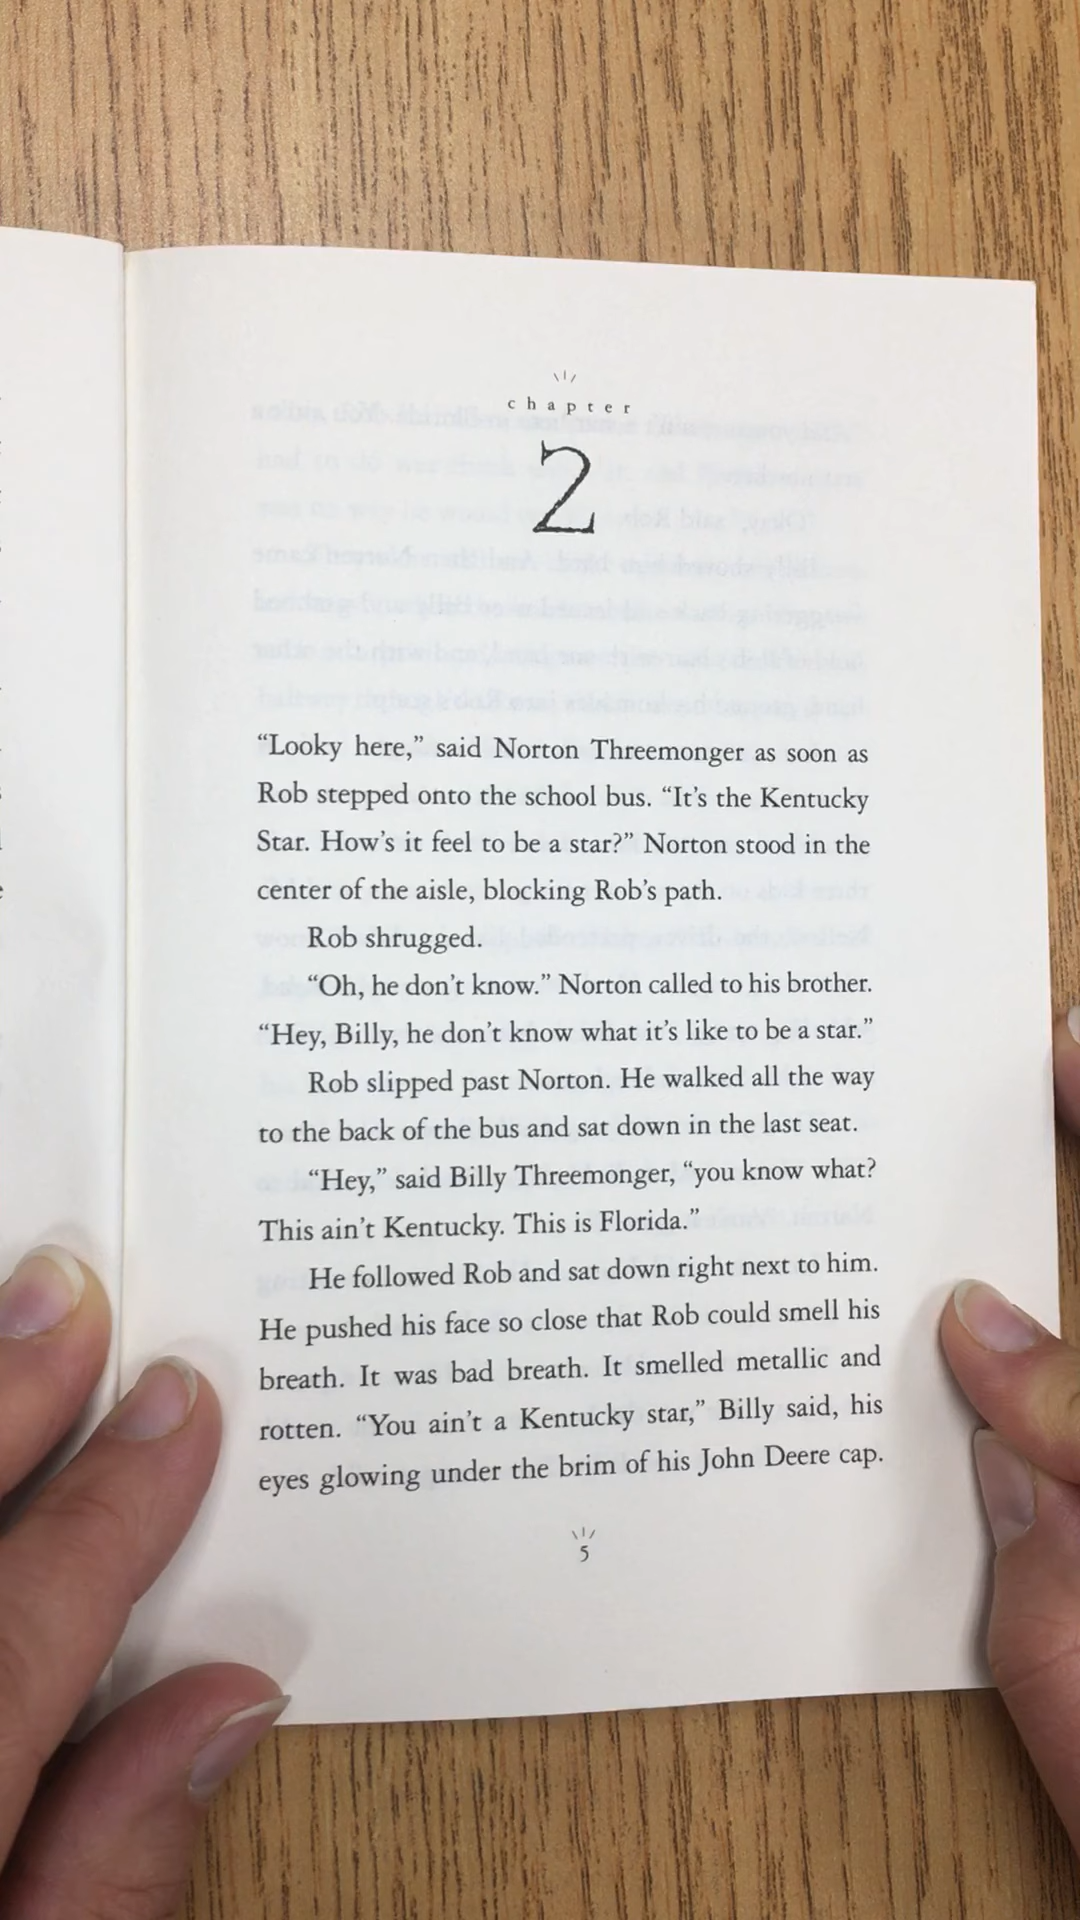 chapter
2
“Looky here,” said Norton Threemonger as soon as
Rob stepped onto the school bus. “It’s the Kentucky
Star. How’s it feel to be a star?” Norton stood in the
center of the aisle, blocking Rob’s path.
Rob shrugged.
“Oh, he don’t know.” Norton called to his brother.
“Hey, Billy, he don’t know what it’s like to be a star.”
Rob slipped past Norton. He walked all the way
to the back of the bus and sat down in the last seat.
“Hey,” said Billy Threemonger, “you know what?
This ain’t Kentucky. This is Florida.”
He followed Rob and sat down right next to him.
He pushed his face so close that Rob could smell his
breath. It was bad breath. It smelled metallic and
rotten. “You ain’t a Kentucky star,” Billy said, his
eyes glowing under the brim of his John Deere cap.
5